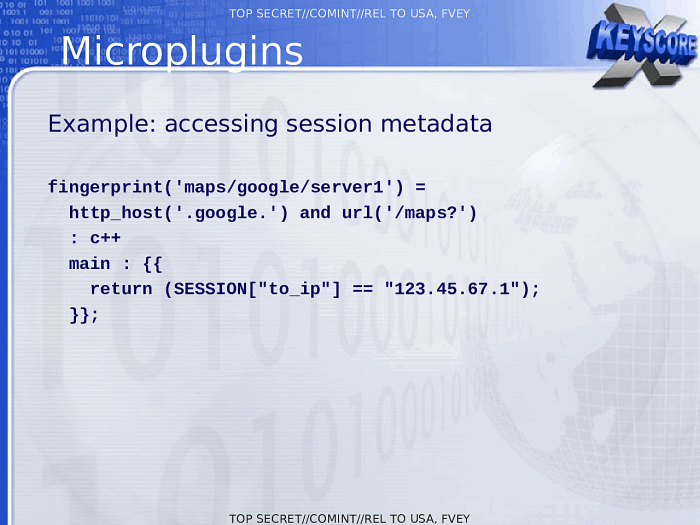 TOP SECRET//COMINT//REL TO USA, FVEY
Microplugins
KEYSCORE
X
Example: accessing session metadata
fingerprint('maps/google/server1') =
http_host('.google.') and url('/maps?')
: c++
main : {{
return (SESSION["to_ip"] == "123.45.67.1");
}};
TOP SECRET//COMINT//REL TO USA, FVEY